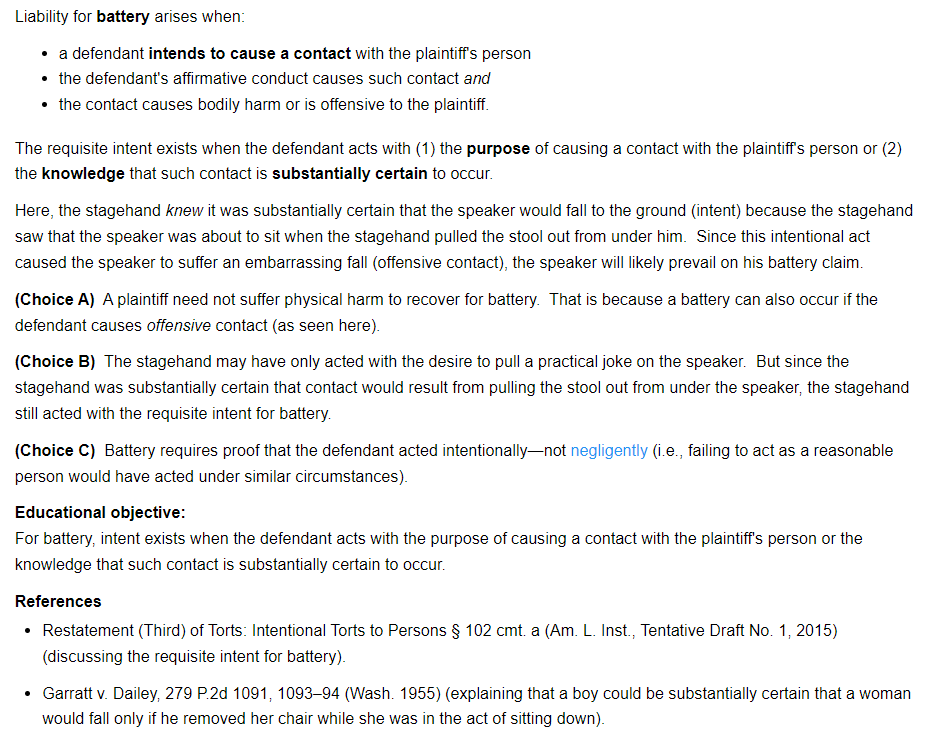 Liability for battery arises when:
• a defendant intends to cause a contact with the plaintiff's person
• the defendant's affirmative conduct causes such contact and
• the contact causes bodily harm or is offensive to the plaintiff.
The requisite intent exists when the defendant acts with (1) the purpose of causing a contact with the plaintiff's person or (2)
the knowledge that such contact is substantially certain to occur.
Here, the stagehand knew it was substantially certain that the speaker would fall to the ground (intent) because the stagehand
saw that the speaker was about to sit when the stagehand pulled the stool out from under him.  Since this intentional act
caused the speaker to suffer an embarrassing fall (offensive contact), the speaker will likely prevail on his battery claim.
(Choice A)  A plaintiff need not suffer physical harm to recover for battery.  That is because a battery can also occur if the
defendant causes offensive contact (as seen here).
(Choice B)  The stagehand may have only acted with the desire to pull a practical joke on the speaker.  But since the
stagehand was substantially certain that contact would result from pulling the stool out from under the speaker, the stagehand
still acted with the requisite intent for battery.
(Choice C)  Battery requires proof that the defendant acted intentionally—not negligently (i.e., failing to act as a reasonable
person would have acted under similar circumstances).
Educational objective:
For battery, intent exists when the defendant acts with the purpose of causing a contact with the plaintiff's person or the
knowledge that such contact is substantially certain to occur.
References
• Restatement (Third) of Torts: Intentional Torts to Persons § 102 cmt. a (Am. L. Inst., Tentative Draft No. 1, 2015)
(discussing the requisite intent for battery).
• Garratt v. Dailey, 279 P.2d 1091, 1093–94 (Wash. 1955) (explaining that a boy could be substantially certain that a woman
would fall only if he removed her chair while she was in the act of sitting down).